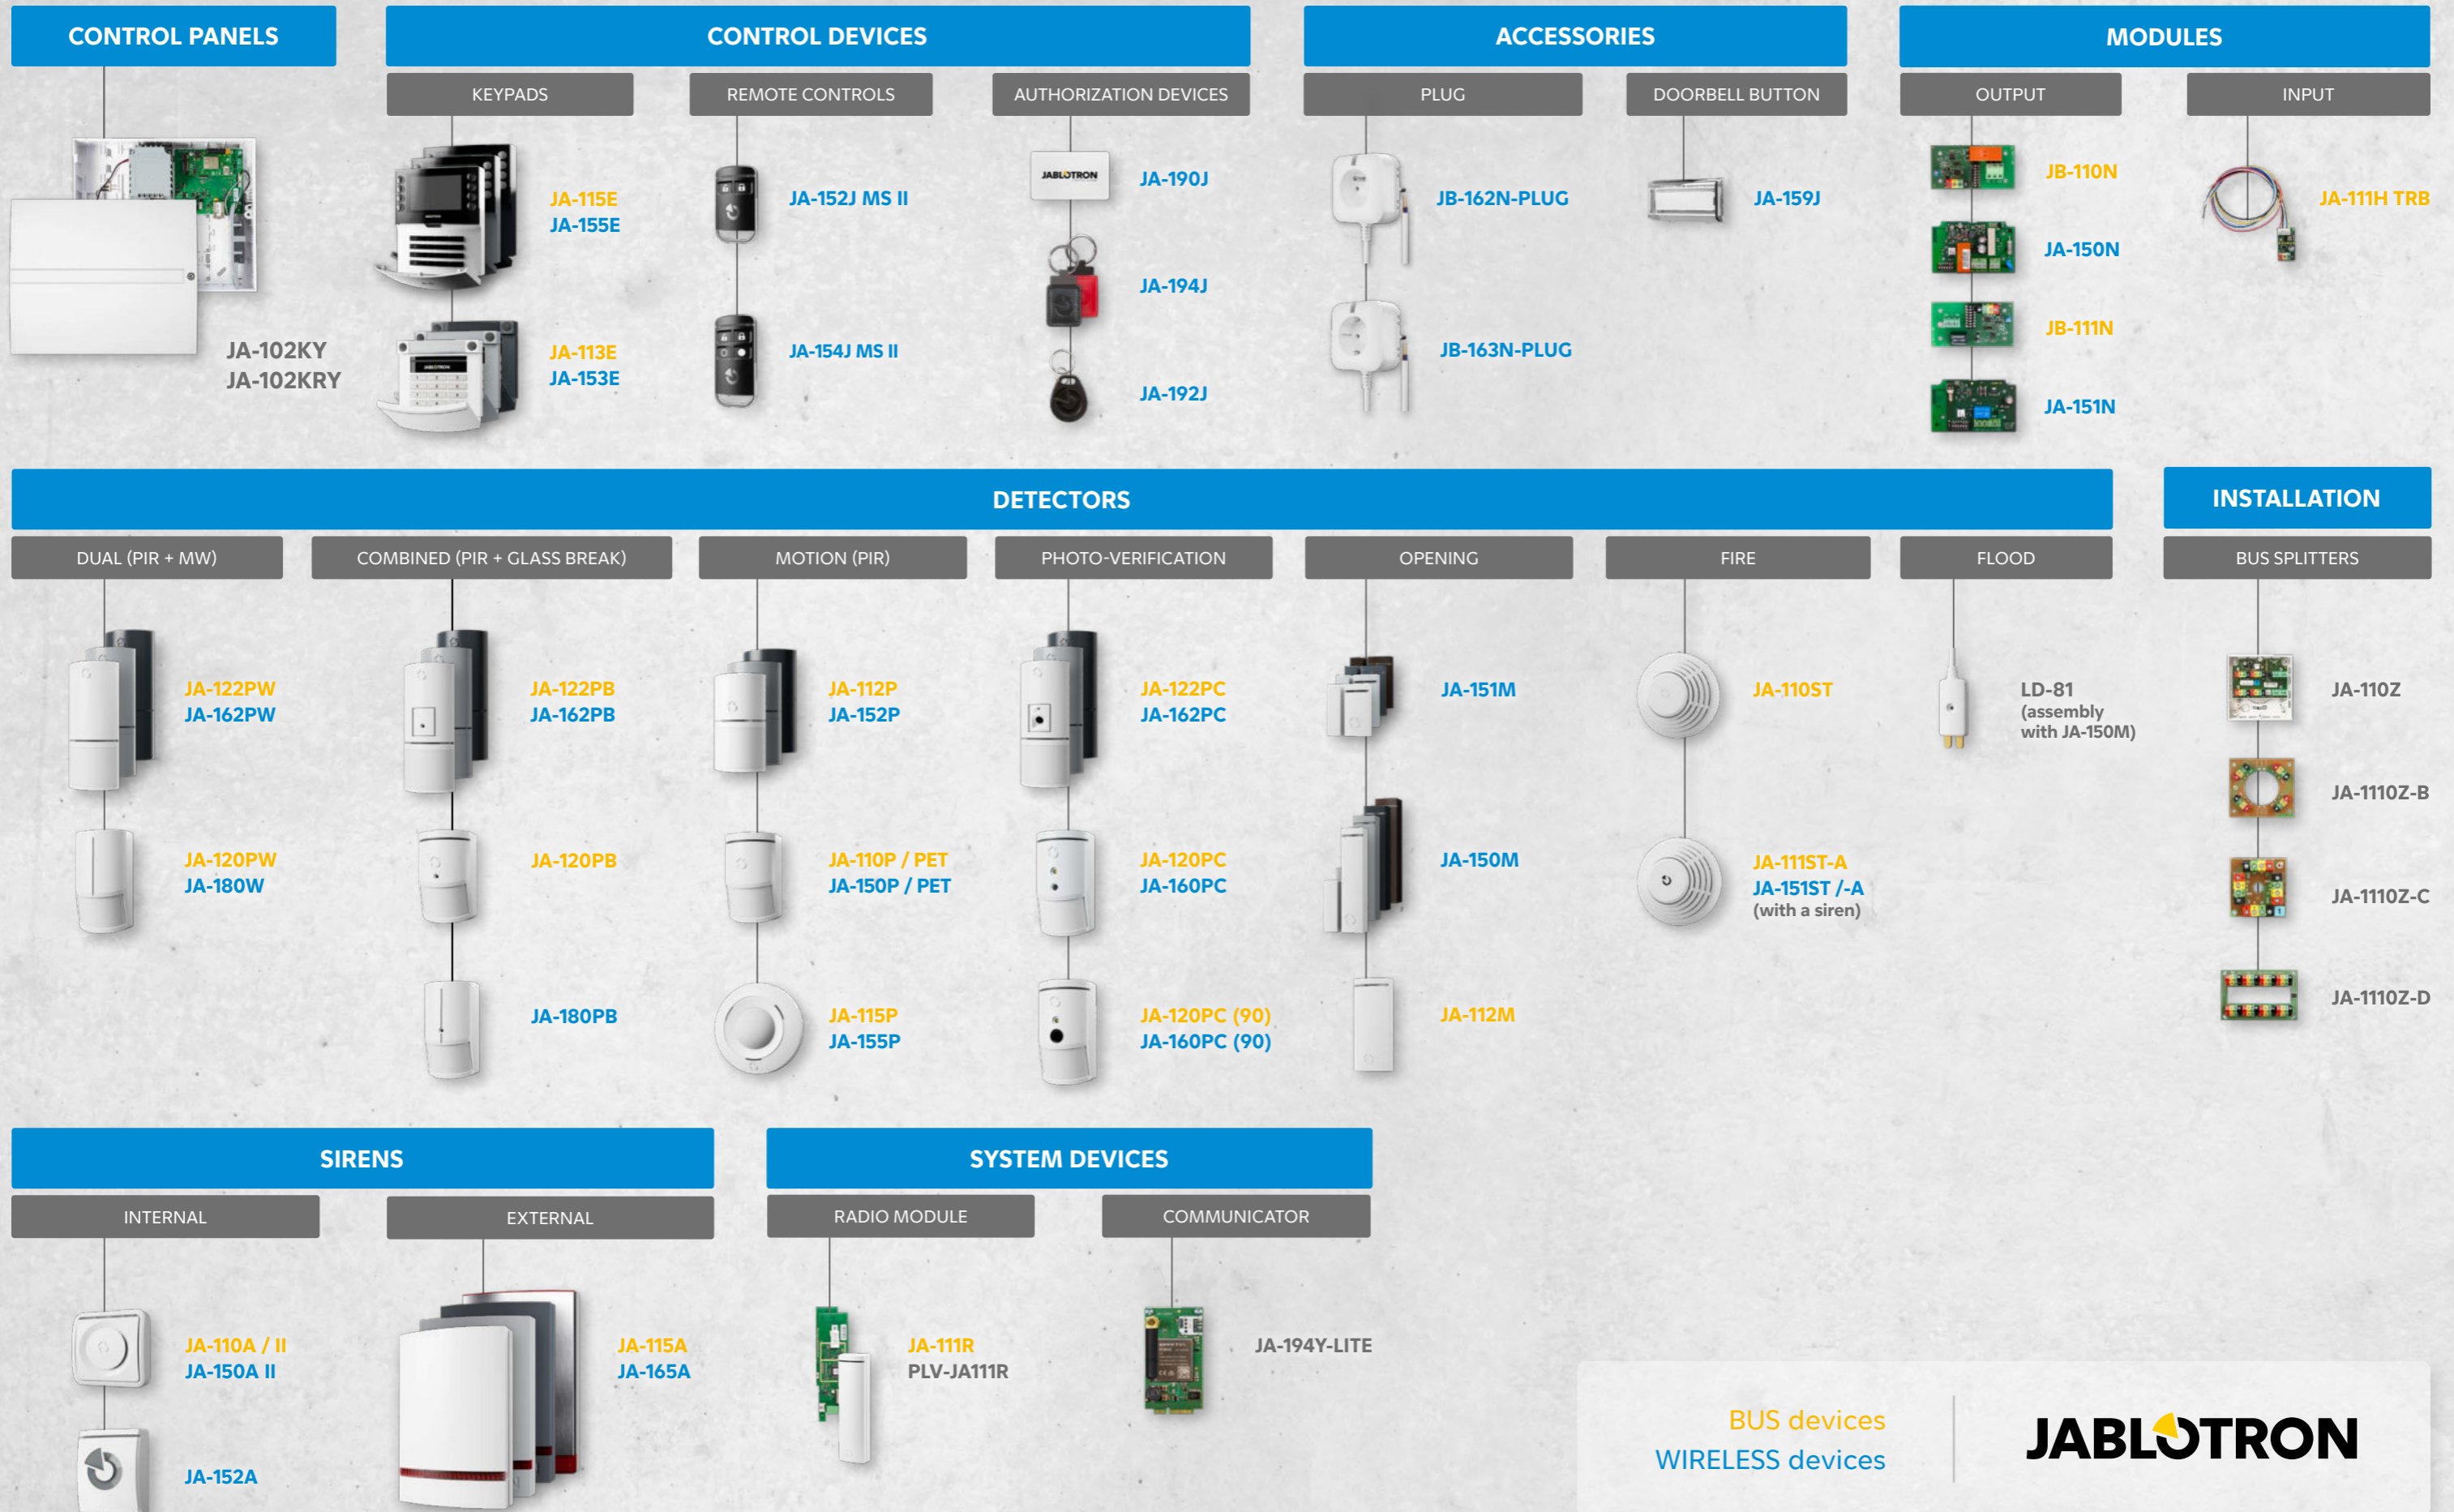 CONTROL PANELS
JA-102KY
JA-102KRY
CONTROL DEVICES
KEYPADS
JA-115E
JA-155E
JABLOTRON
JA-113E
JA-153E
REMOTE CONTROLS
JA-152J MS II
JA-154J MS II
AUTHORIZATION DEVICES
JABLOTRON
JA-190J
JA-194J
JA-192J
ACCESSORIES
PLUG
JB-162N-PLUG
JB-163N-PLUG
DOORBELL BUTTON
JA-159J
MODULES
OUTPUT
JB-110N
JA-150N
JB-111N
JA-151N
INPUT
JA-111H TRB
DETECTORS
DUAL (PIR + MW)
JA-122PW
JA-162PW
JA-120PW
JA-180W
COMBINED (PIR + GLASS BREAK)
JA-122PB
JA-162PB
JA-120PB
JA-180PB
MOTION (PIR)
JA-112P
JA-152P
JA-110P / PET
JA-150P / PET
JA-115P
JA-155P
PHOTO-VERIFICATION
JA-122PC
JA-162PC
JA-120PC
JA-160PC
JA-120PC (90)
JA-160PC (90)
OPENING
JA-151M
JA-150M
JA-112M
FIRE
JA-110ST
JA-111ST-A
JA-151ST /-A
(with a siren)
FLOOD
LD-81
(assembly
with JA-150M)
INSTALLATION
BUS SPLITTERS
JA-110Z
JA-1110Z-B
JA-1110Z-C
JA-1110Z-D
SIRENS
INTERNAL
JA-110A / II
JA-150A II
JA-152A
EXTERNAL
JA-115A
JA-165A
SYSTEM DEVICES
RADIO MODULE
JA-111R
PLV-JA111R
COMMUNICATOR
JA-194Y-LITE
BUS devices
WIRELESS devices
JABLOTRON